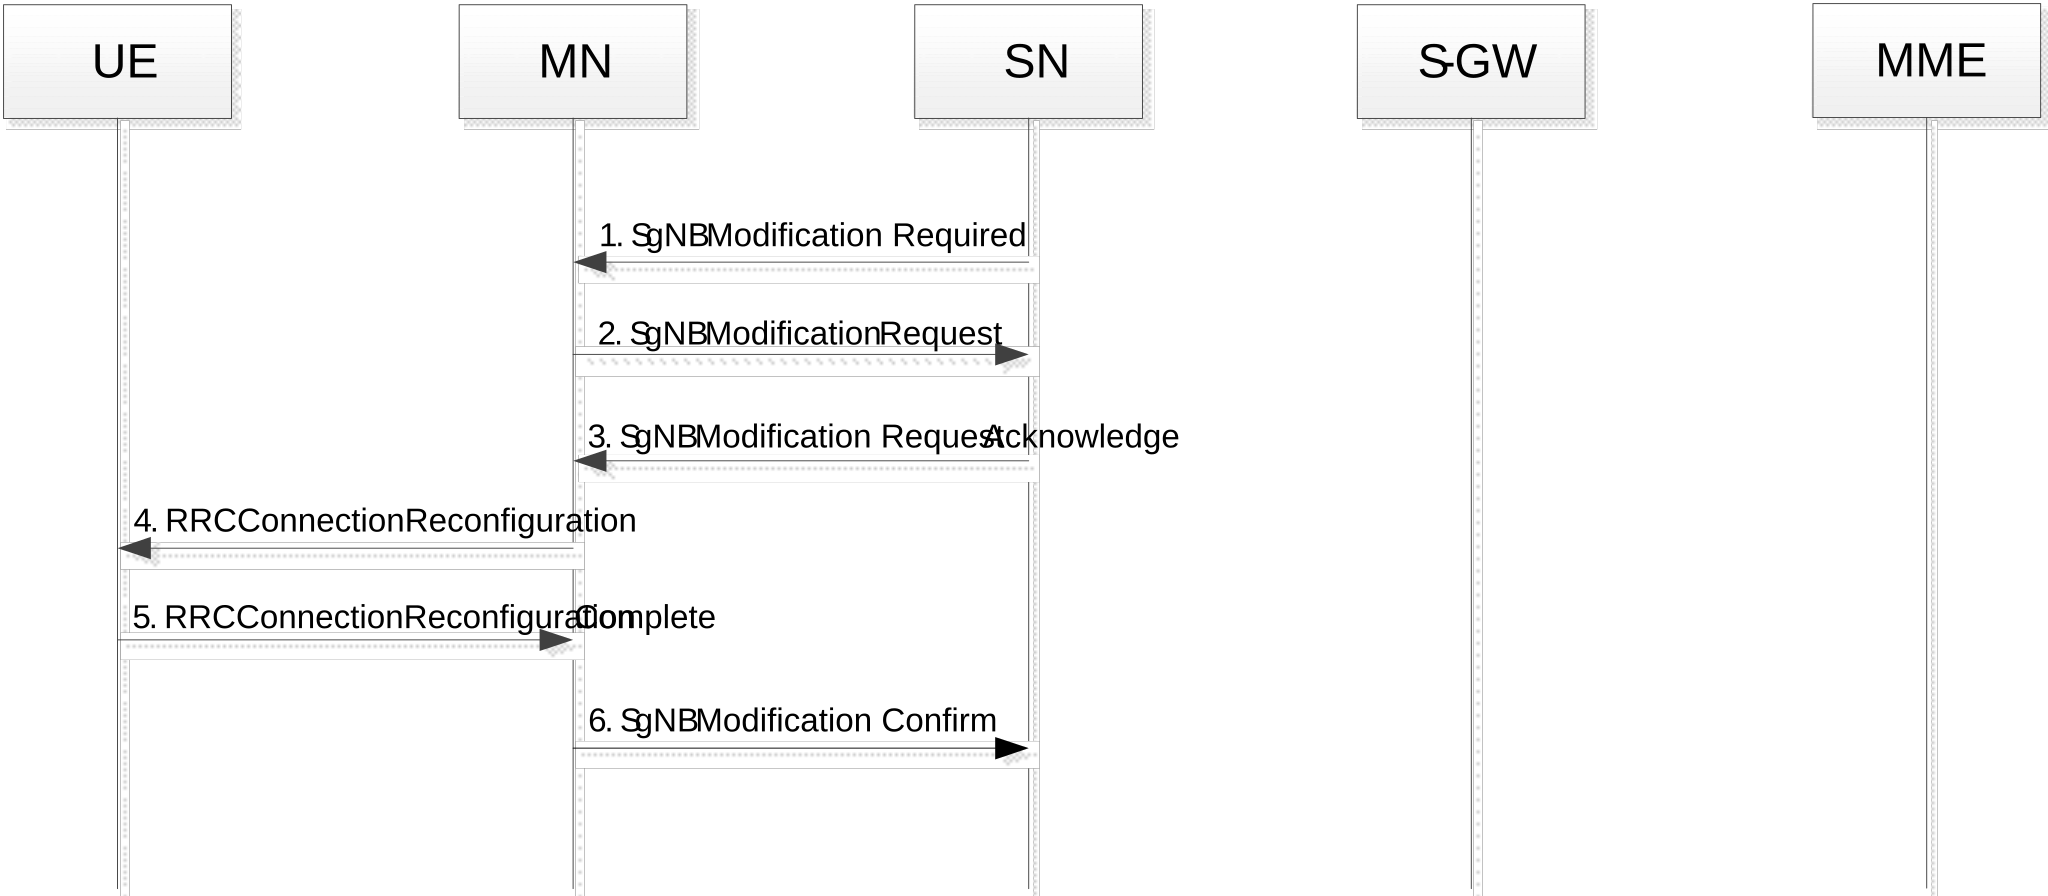 UE MN SN S-GW MME
1. SgNB Modification Required
2. SgNB Modification Request
3. SgNB Modification Request Acknowledge
4. RRCConnectionReconfiguration
5. RRCConnectionReconfigurationComplete
6. SgNB Modification Confirm